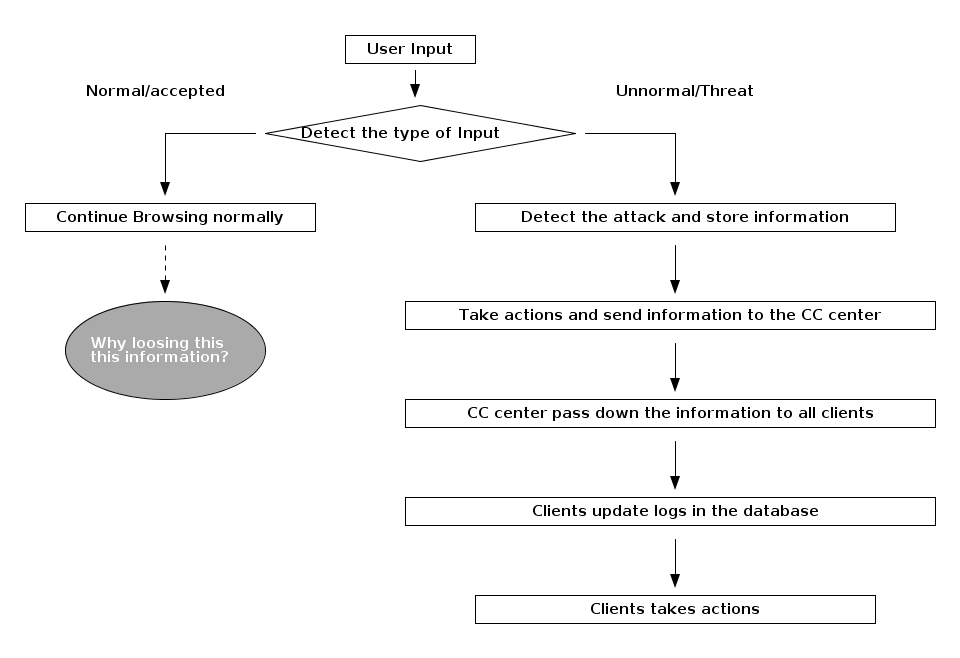 User Input
Normal/accepted
Unnormal/Threat
Detect the type of Input
Continue Browsing normally
Detect the attack and store information
Take actions and send information to the CC center
Why loosing this
this information?
CC center pass down the information to all clients
Clients update logs in the database
Clients takes actions